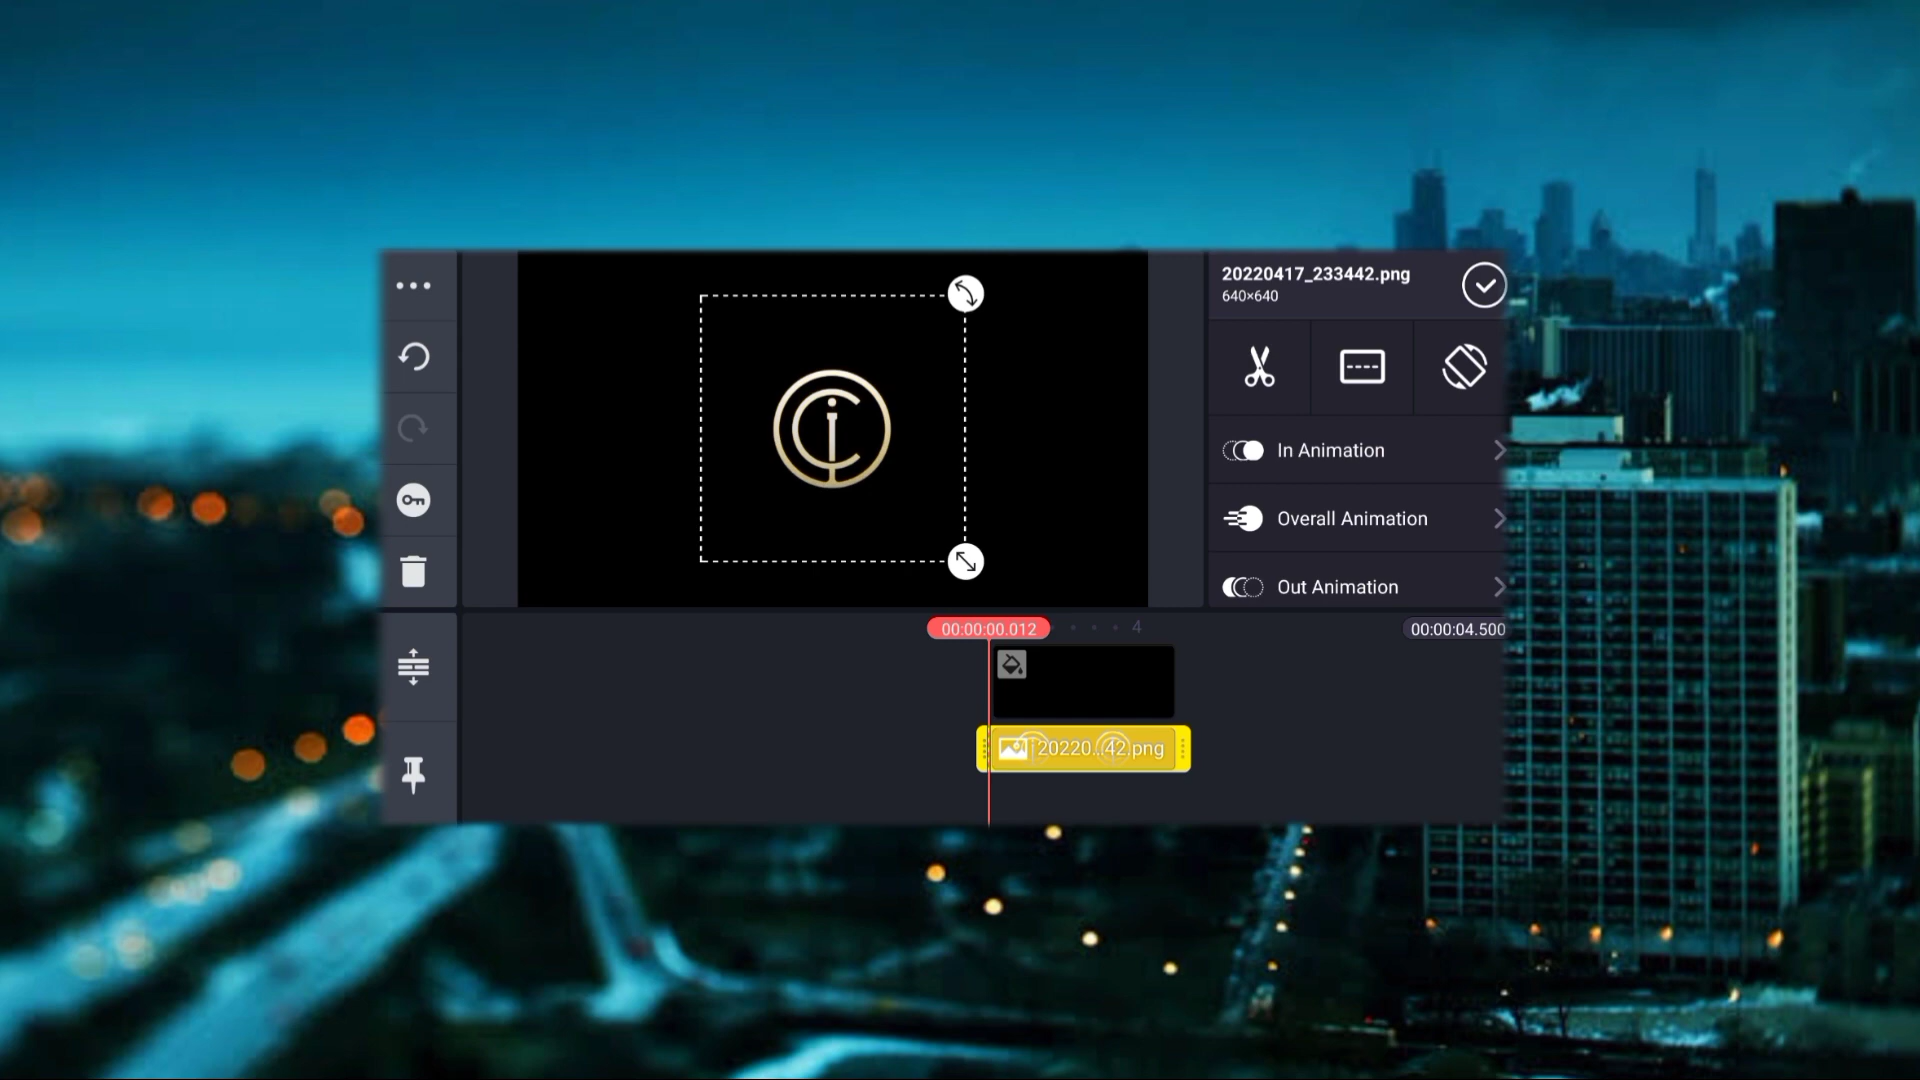 20220417_233442.png
640×640
In Animation
Overall Animation
Out Animation
00:00:00.012
4
00:00:04.500
20220...42.png